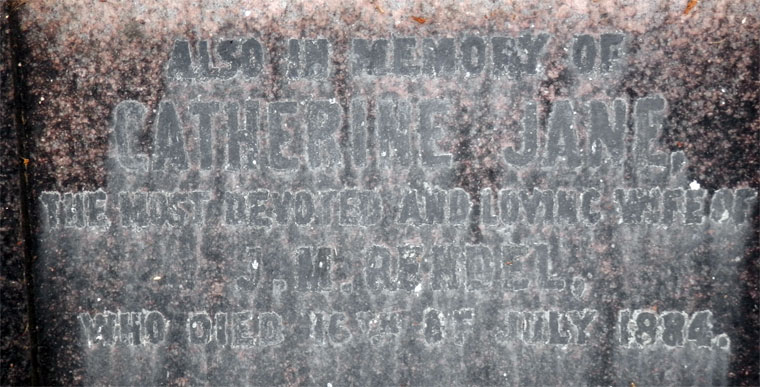 ALSO IN MEMORY OF
CATHERINE JANE,
THE MOST DEVOTED AND LOVING WIFE OF
J. M. RENDEL,
WHO DIED 16TH OF JULY 1884.